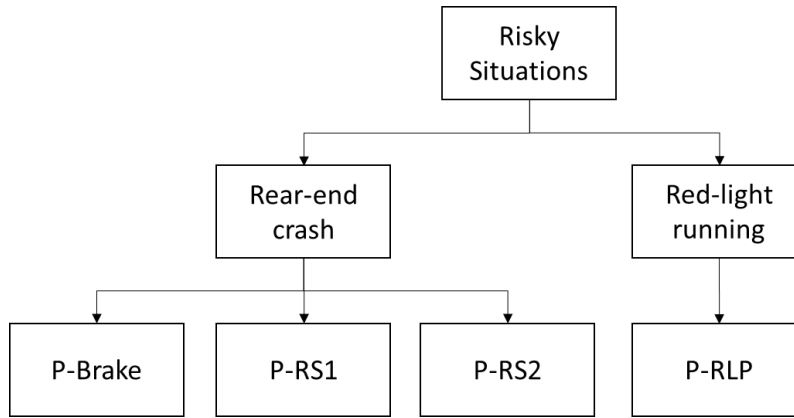 Risky
Situations
Rear-end
crash
Red-light
running
P-Brake
P-RS1
P-RS2
P-RLP